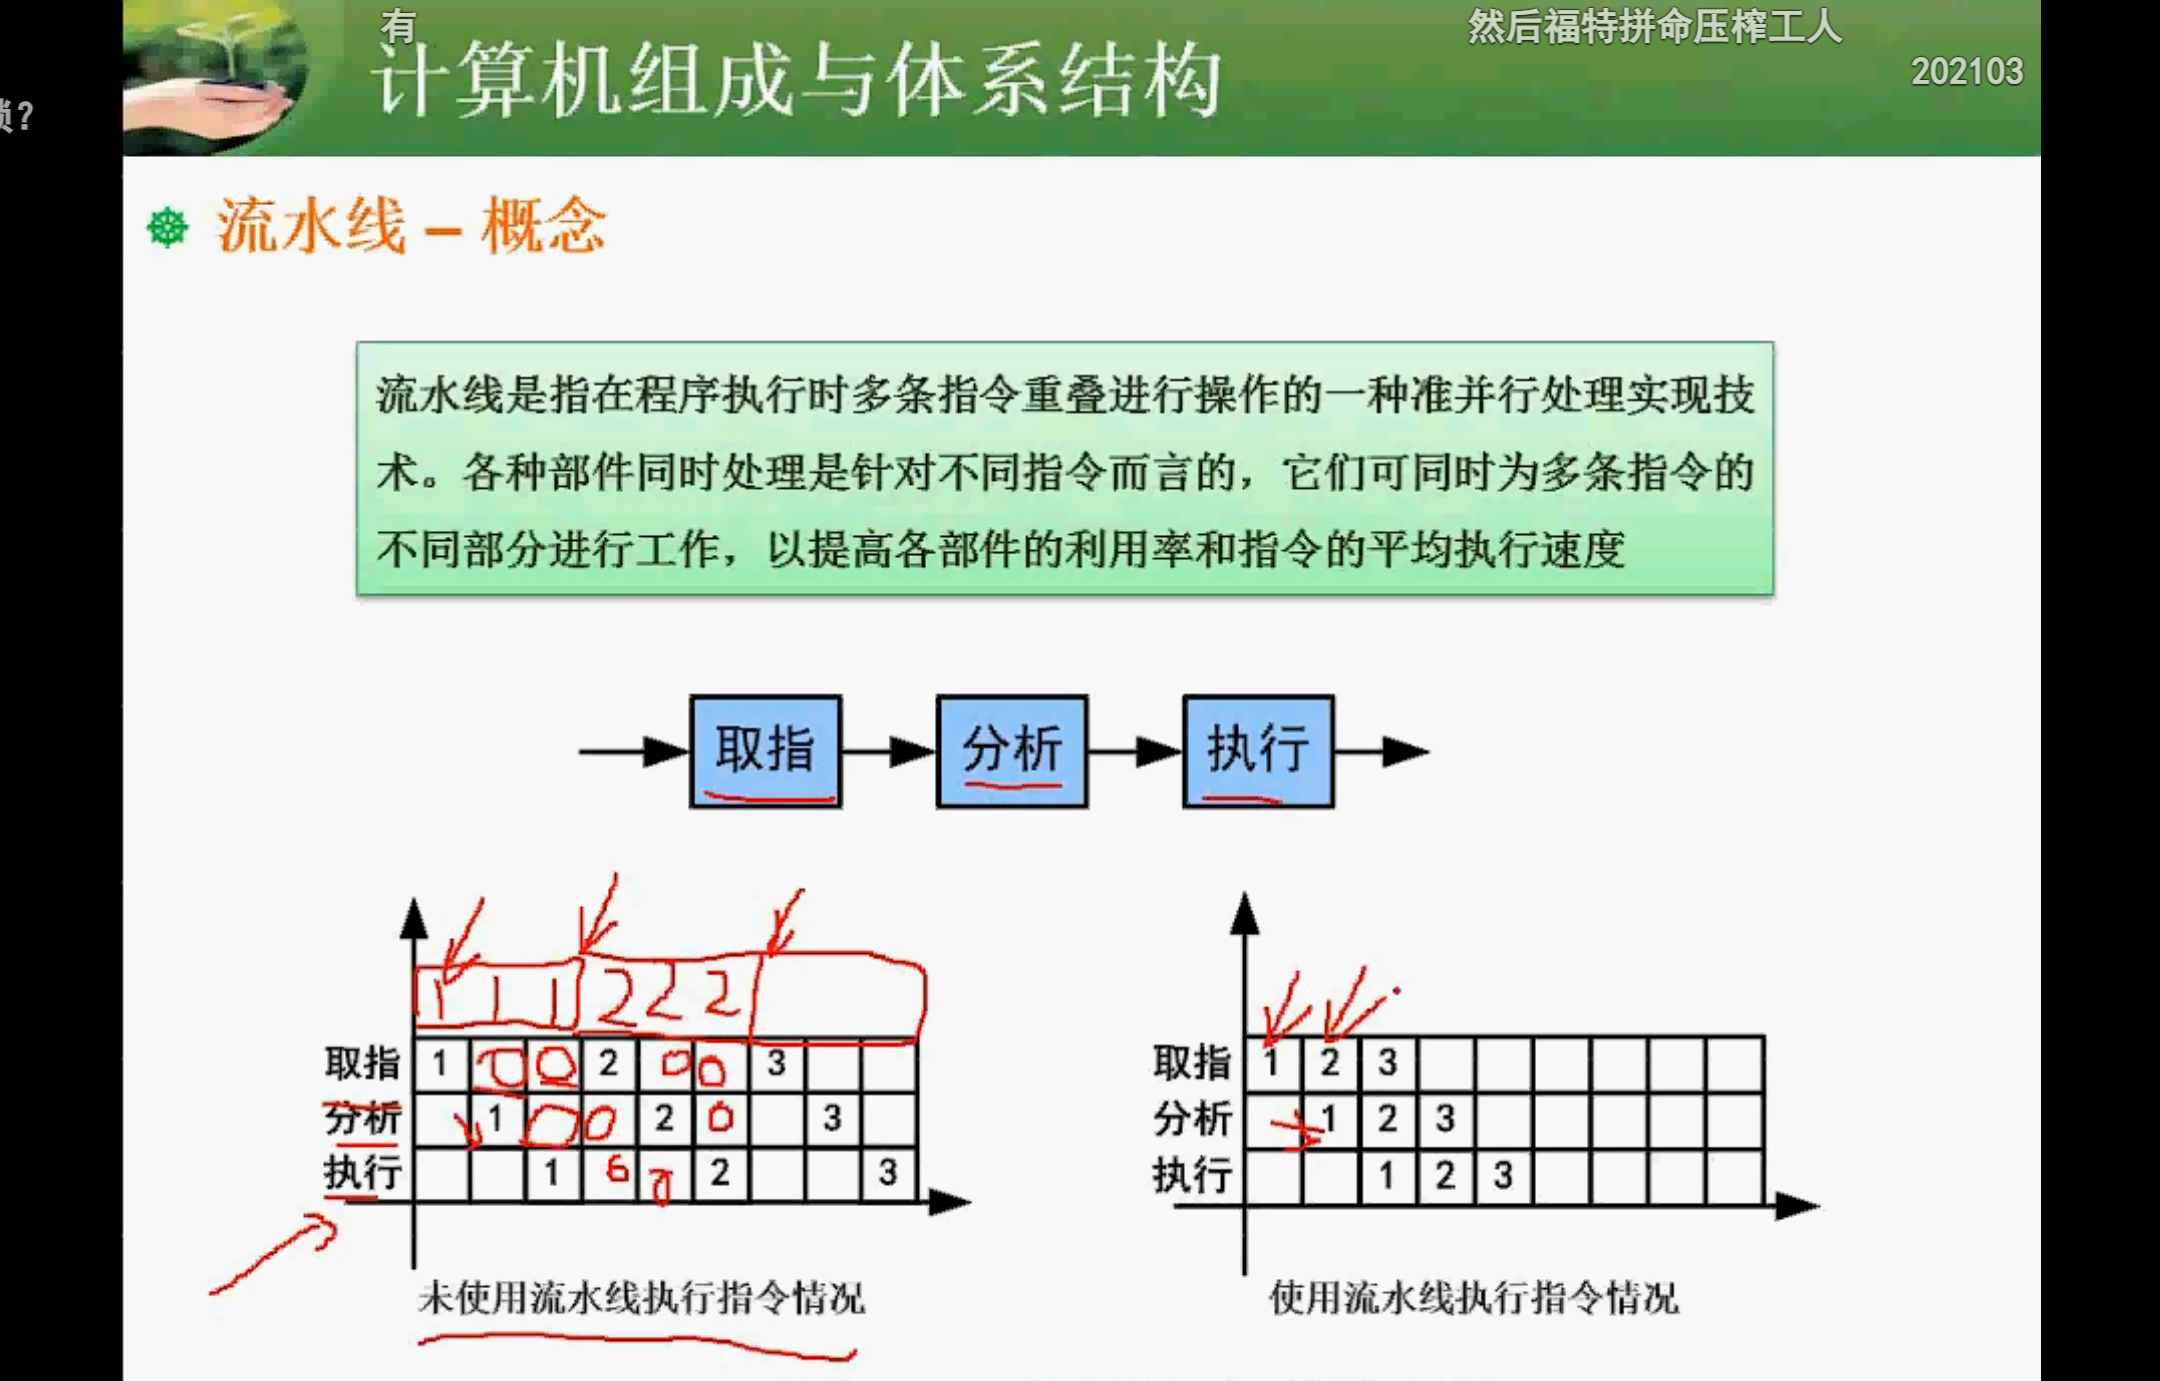 有
然后福特拼命压榨工人
计算机组成与体系结构
202103
?
流水线 – 概念
流水线是指在程序执行时多条指令重叠进行操作的一种准并行处理实现技
术。各种部件同时处理是针对不同指令而言的，它们可同时为多条指令的
不同部分进行工作，以提高各部件的利用率和指令的平均执行速度
取指 分析 执行
1 1 1 2 2 2
取指 1 0 0 2 0 0 3
分析 1 0 0 2 0 3
执行 1 2 3
未使用流水线执行指令情况
取指 1 2 3
分析 1 2 3
执行 1 2 3
使用流水线执行指令情况